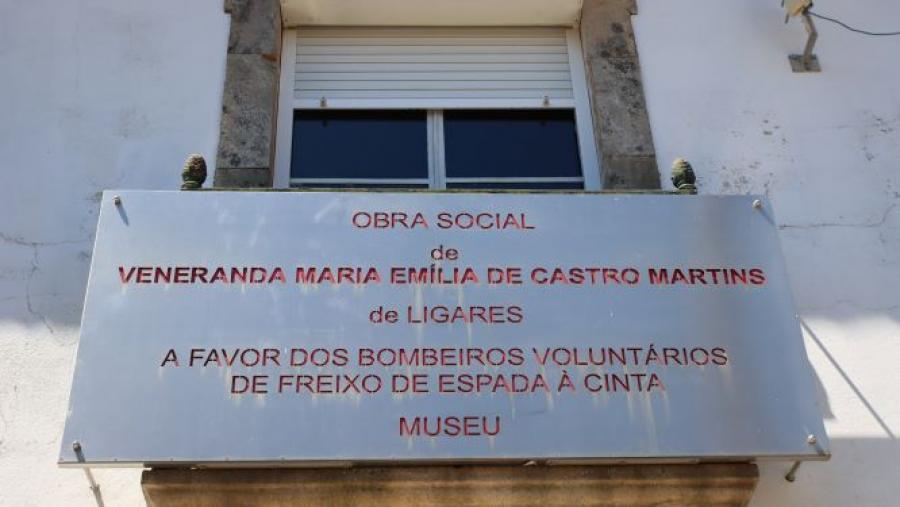 OBRA SOCIAL
de
VENERANDA MARIA EMÍLIA DE CASTRO MARTINS
de LIGARES
A FAVOR DOS BOMBEIROS VOLUNTÁRIOS
DE FREIXO DE ESPADA À CINTA
MUSEU